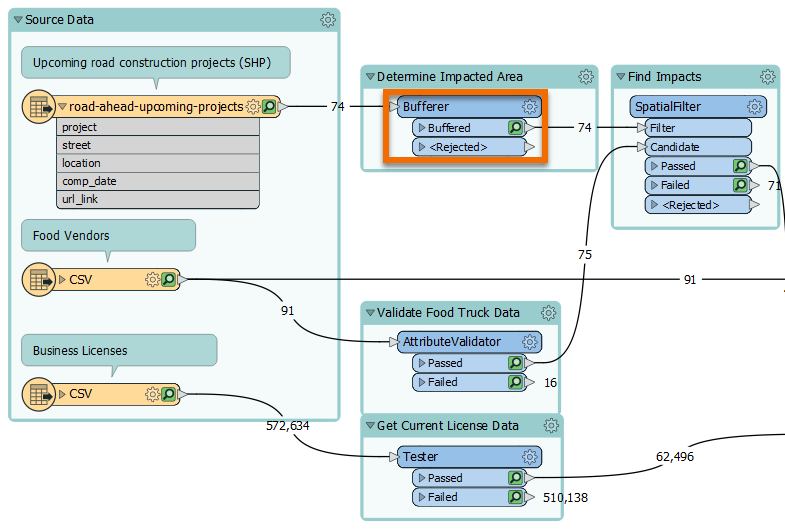 Source Data
Upcoming road construction projects (SHP)
road-ahead-upcoming-projects
project
street
location
comp_date
url_link
74
Determine Impacted Area
Bufferer
Buffered
<Rejected>
74
Find Impacts
SpatialFilter
Filter
Candidate
Passed
Failed
71
<Rejected>
Food Vendors
CSV
91
91
75
Validate Food Truck Data
AttributeValidator
Passed
Failed
16
Business Licenses
CSV
572,634
Get Current License Data
Tester
Passed
Failed
62,496
510,138